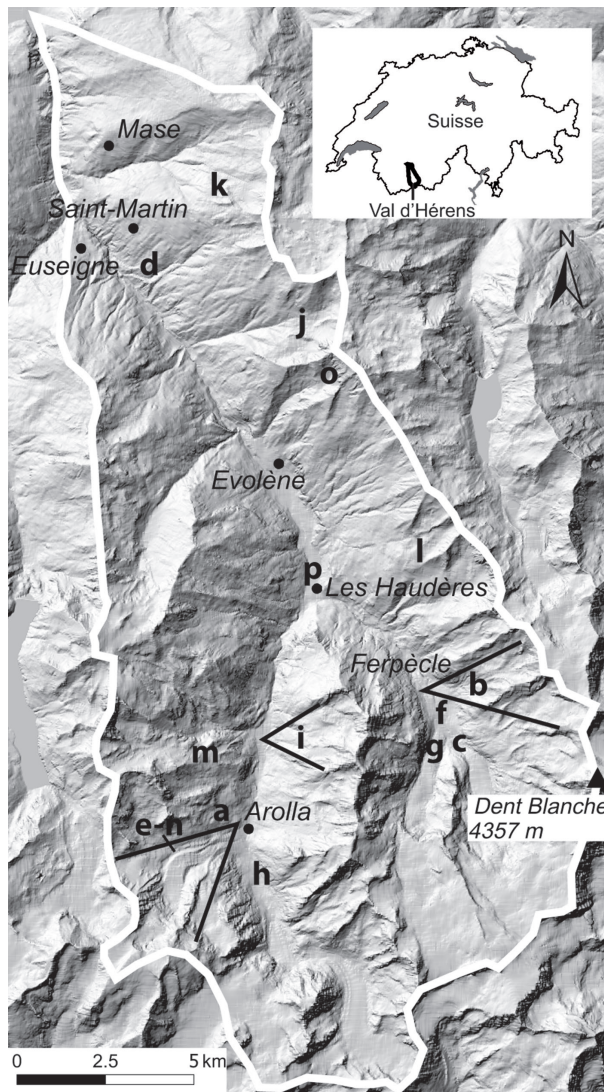 Suisse
Val d'Hérens
N
Mase
k
Saint-Martin
Euseigne
d
j
o
Evolène
l
p
Les Haudères
Ferpècle
b
f
i
m
g
c
Dent Blanche
4357 m
a
Arolla
e-n
h
0 2.5 5 km